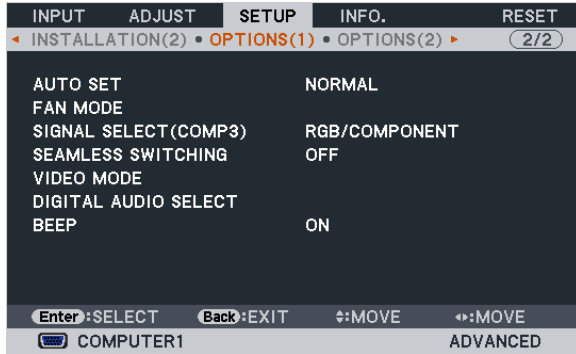 INPUT ADJUST SETUP INFO. RESET
INSTALLATION(2) • OPTIONS(1) • OPTIONS(2) 2/2
AUTO SET NORMAL
FAN MODE
SIGNAL SELECT(COMP3) RGB/COMPONENT
SEAMLESS SWITCHING OFF
VIDEO MODE
DIGITAL AUDIO SELECT
BEEP ON
Enter:SELECT Back:EXIT :MOVE :MOVE
COMPUTER1 ADVANCED